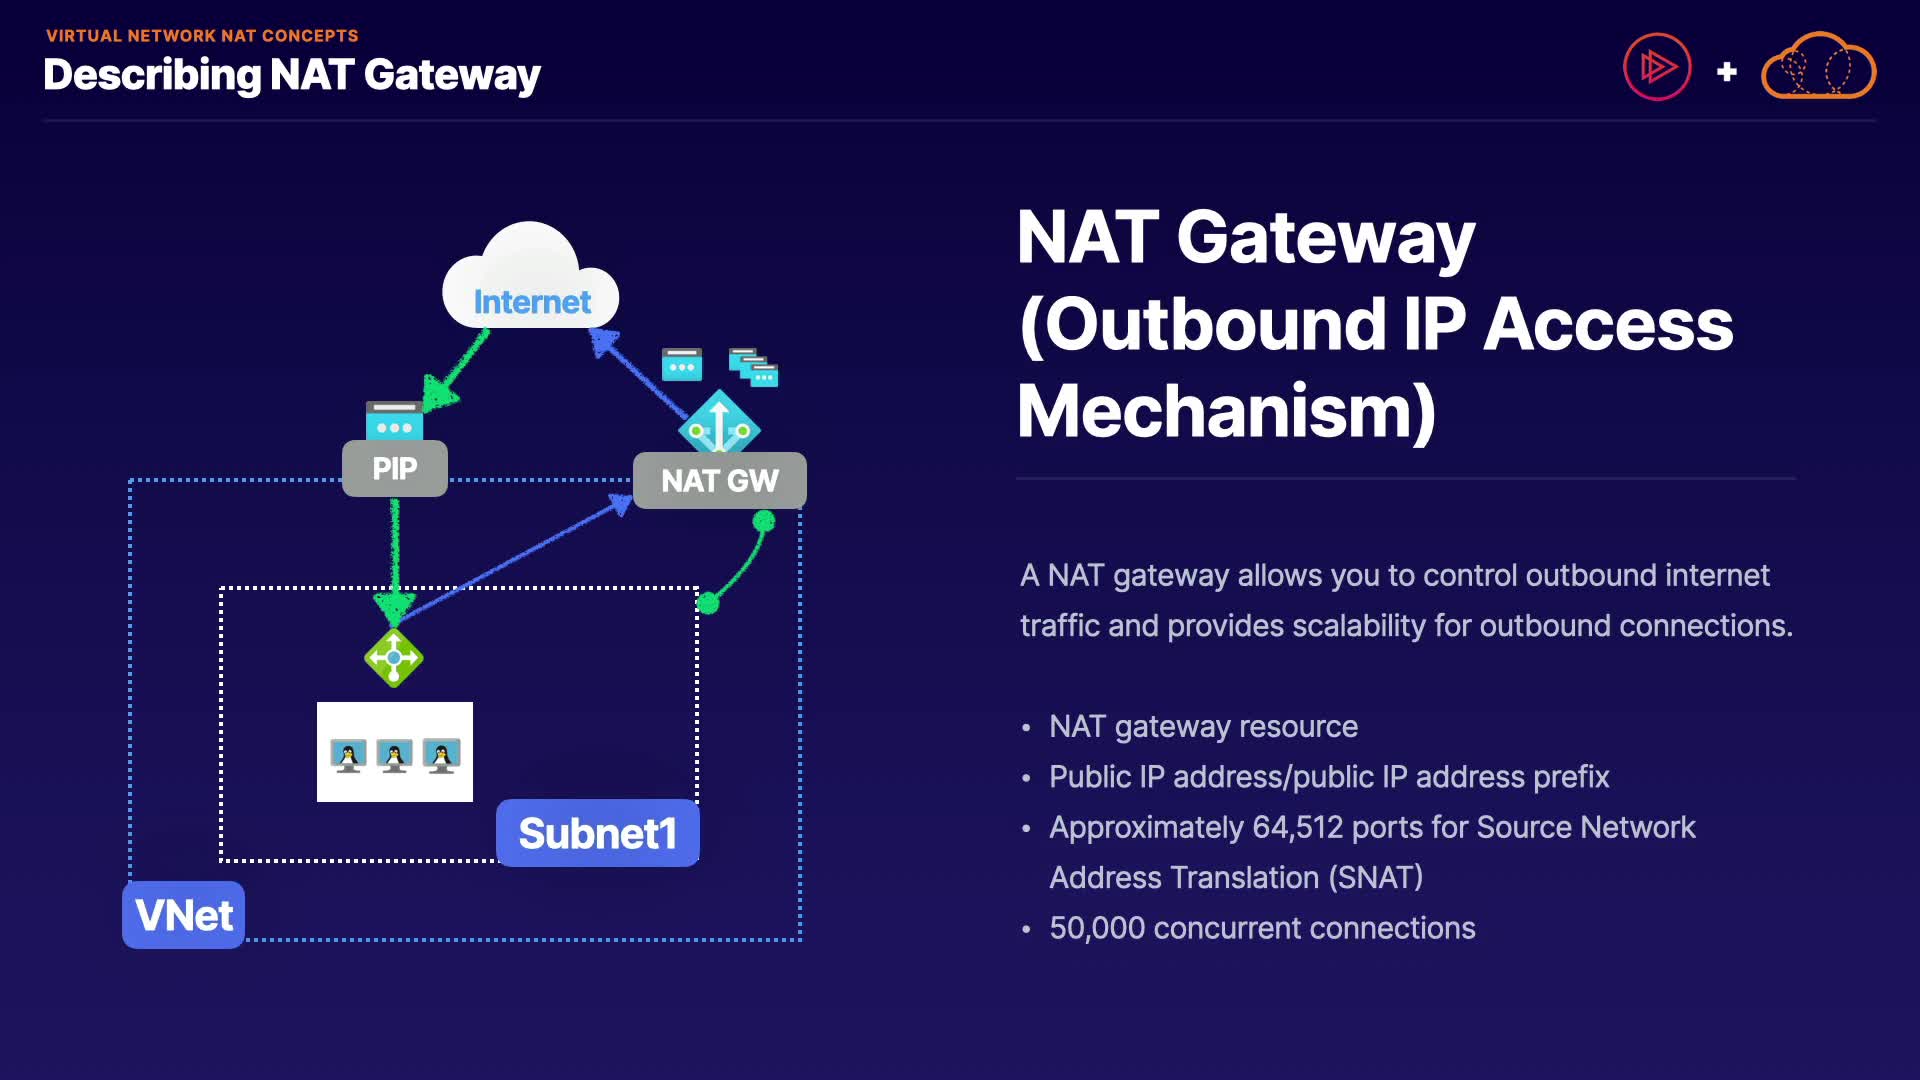 VIRTUAL NETWORK NAT CONCEPTS
Describing NAT Gateway
Internet
PIP
NAT GW
Subnet1
VNet
NAT Gateway
(Outbound IP Access
Mechanism)
A NAT gateway allows you to control outbound internet
traffic and provides scalability for outbound connections.
• NAT gateway resource
• Public IP address/public IP address prefix
• Approximately 64,512 ports for Source Network
Address Translation (SNAT)
• 50,000 concurrent connections